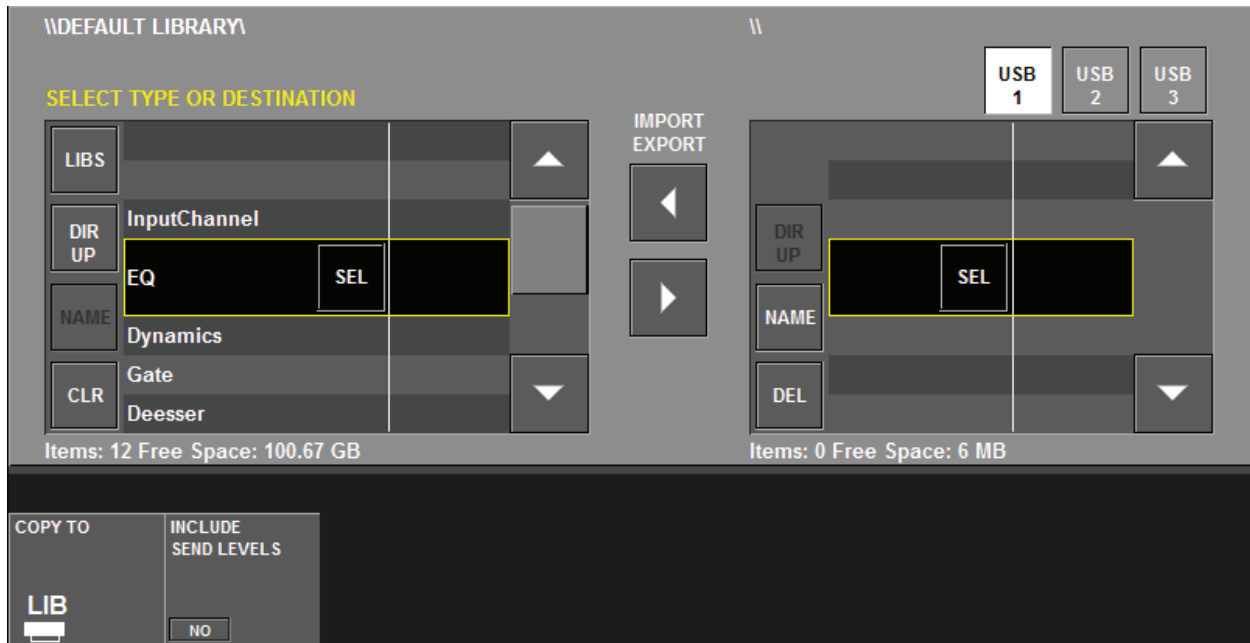 \\DEFAULT LIBRARY\
\\
USB
1
USB
2
USB
3
SELECT TYPE OR DESTINATION
IMPORT
EXPORT
LIBS
DIR
UP
NAME
CLR
InputChannel
EQ
SEL
Dynamics
Gate
Deesser
DIR
UP
NAME
DEL
SEL
Items: 12 Free Space: 100.67 GB
Items: 0 Free Space: 6 MB
COPY TO
LIB
INCLUDE
SEND LEVELS
NO